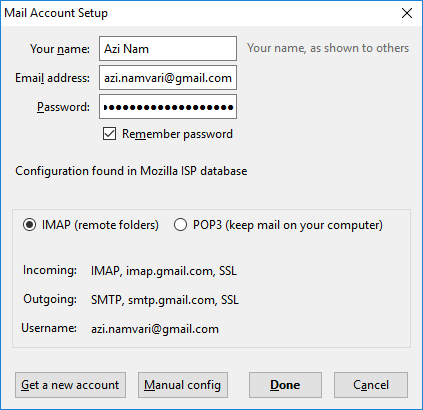 Mail Account Setup
Your name: Azi Nam Your name, as shown to others
Email address: azi.namvari@gmail.com
Password: ●●●●●●●●●●●●●●●●●●●
Remember password
Configuration found in Mozilla ISP database
IMAP (remote folders) POP3 (keep mail on your computer)
Incoming: IMAP, imap.gmail.com, SSL
Outgoing: SMTP, smtp.gmail.com, SSL
Username: azi.namvari@gmail.com
Get a new account Manual config Done Cancel